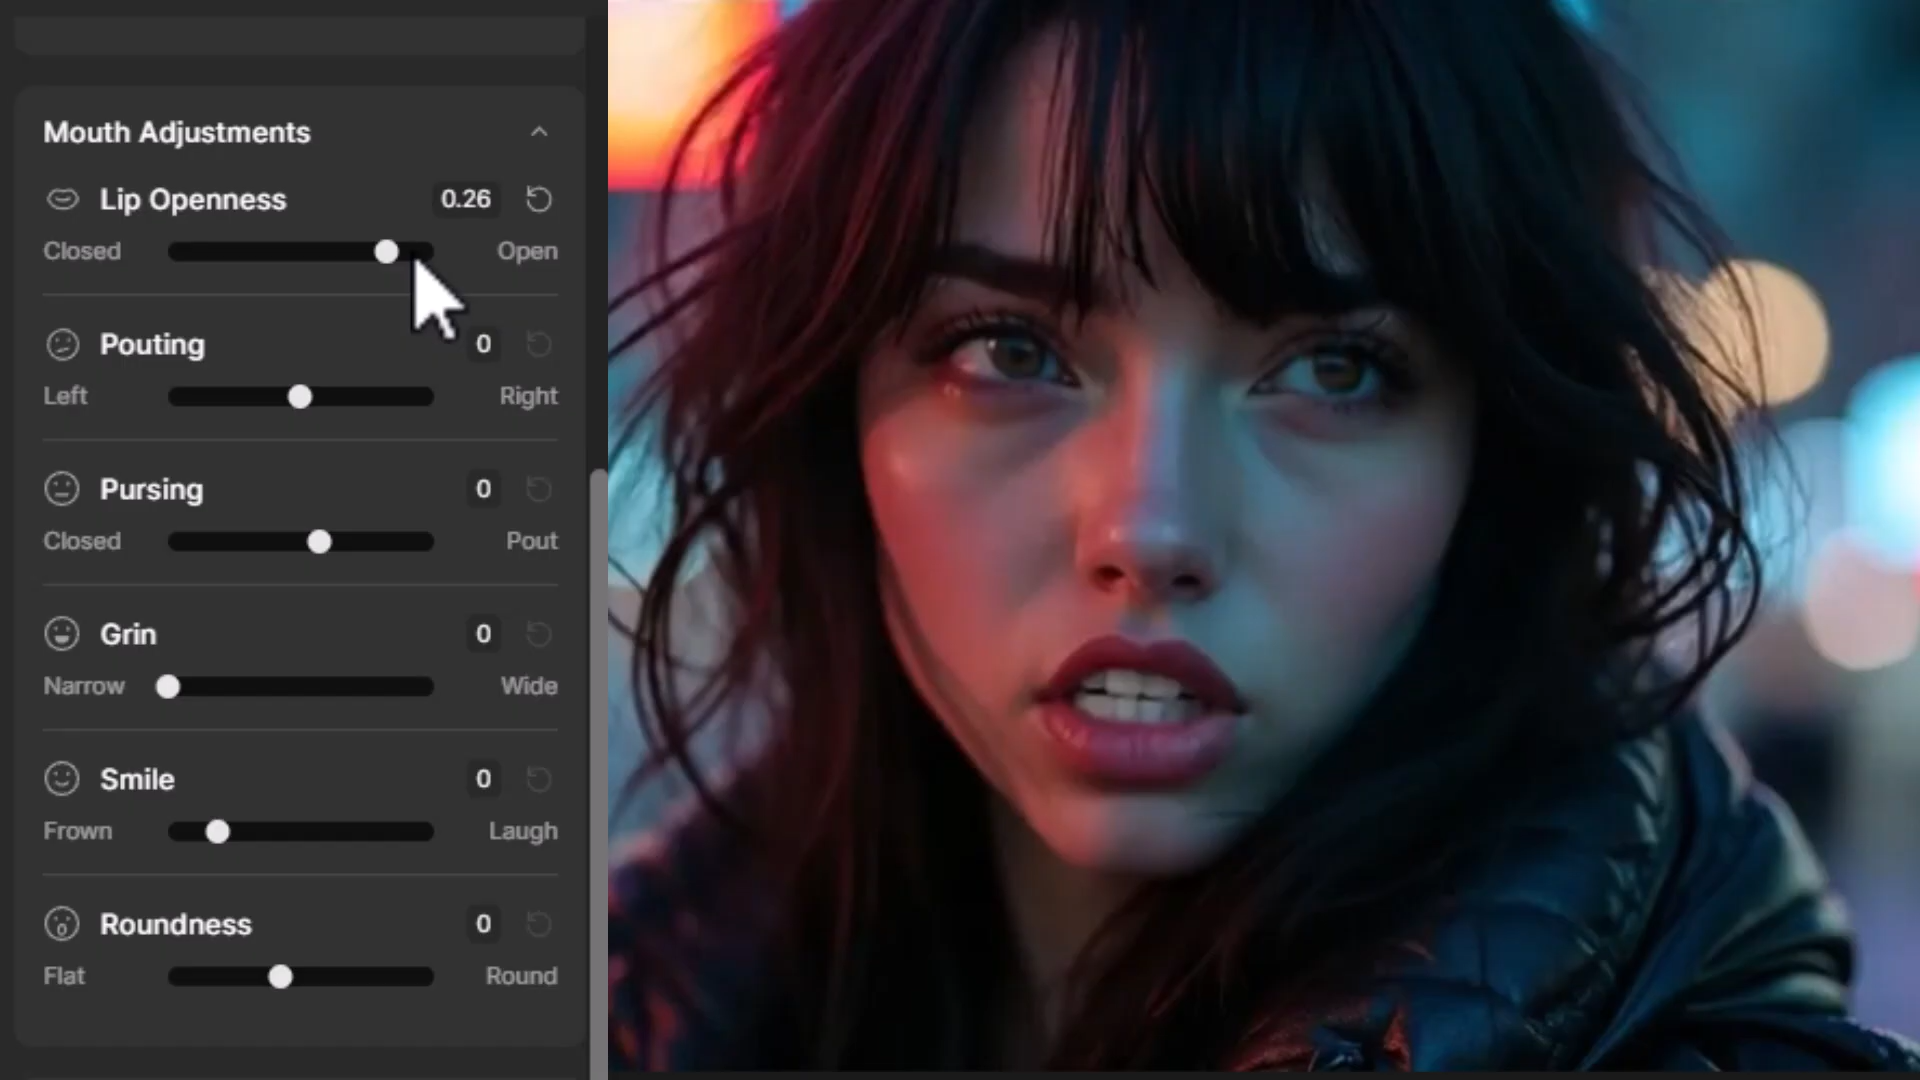 Mouth Adjustments
Lip Openness 0.26
Closed Open
Pouting 0
Left Right
Pursing 0
Closed Pout
Grin 0
Narrow Wide
Smile 0
Frown Laugh
Roundness 0
Flat Round